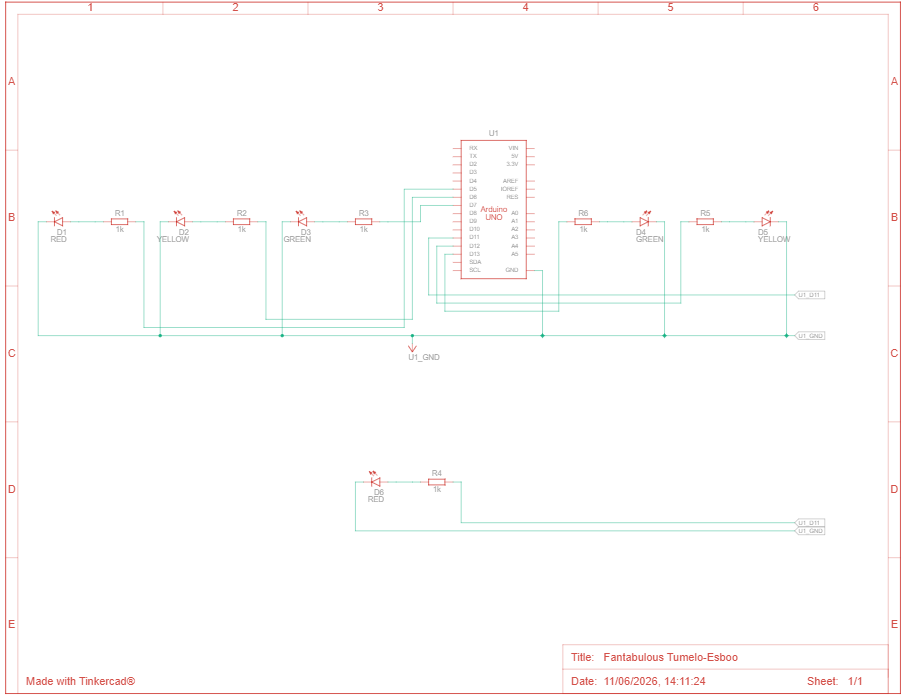 1 2 3 4 5 6
A A
U1
RX VIN
TX 5V
D2 3.3V
D3
D4 AREF
D5 IOREF
D6 RES
D7
Arduino
UNO
D8 A0
D9 A1
D10 A2
D11 A3
D12 A4
D13 A5
SDA
SCL GND
B B
R1 R2 R3 R6 R5
1k 1k 1k 1k 1k
D1 D2 D3 D4 D5
RED YELLOW GREEN GREEN YELLOW
U1_D11
U1_GND
C C
U1_GND
R4
1k
D D
D6
RED
U1_D11
U1_GND
E E
Title: Fantabulous Tumelo-Esboo
Made with Tinkercad®
Date: 11/06/2026, 14:11:24 Sheet: 1/1